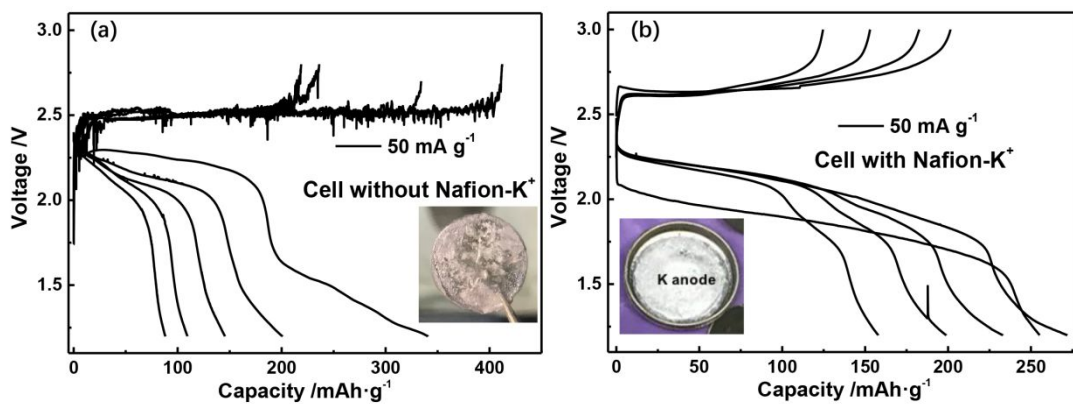 (a)
3.0
2.5
2.0
1.5
Voltage /V
50 mA g⁻¹
Cell without Nafion-K⁺
0
100
200
300
400
Capacity /mAh·g⁻¹
(b)
3.0
2.5
2.0
1.5
Voltage /V
50 mA g⁻¹
Cell with Nafion-K⁺
K anode
0
50
100
150
200
250
Capacity /mAh·g⁻¹